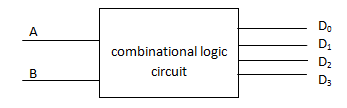 A
B
combinational logic
circuit
D₀
D₁
D₂
D₃